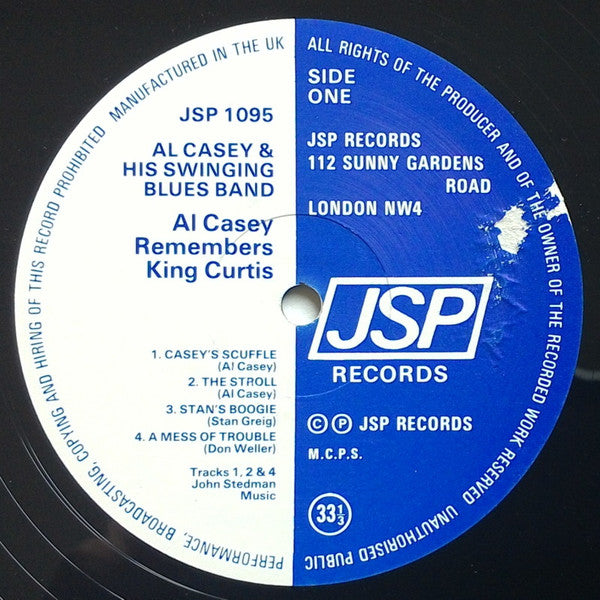 JSP 1095
AL CASEY &
HIS SWINGING
BLUES BAND
Al Casey
Remembers
King Curtis
1. CASEY'S SCUFFLE
(Al Casey)
2. THE STROLL
(Al Casey)
3. STAN'S BOOGIE
(Stan Greig)
4. A MESS OF TROUBLE
(Don Weller)
Tracks 1, 2 & 4
John Stedman
Music
SIDE
ONE
JSP RECORDS
112 SUNNY GARDENS
ROAD
LONDON NW4
JSP
RECORDS
© Ⓟ JSP RECORDS
M.C.P.S.
33 1/3
MANUFACTURED IN THE UK
ALL RIGHTS OF THE PRODUCER AND OF THE OWNER OF THE RECORDED WORK RESERVED UNAUTHORISED PUBLIC
PERFORMANCE, BROADCASTING, COPYING AND HIRING OF THIS RECORD PROHIBITED